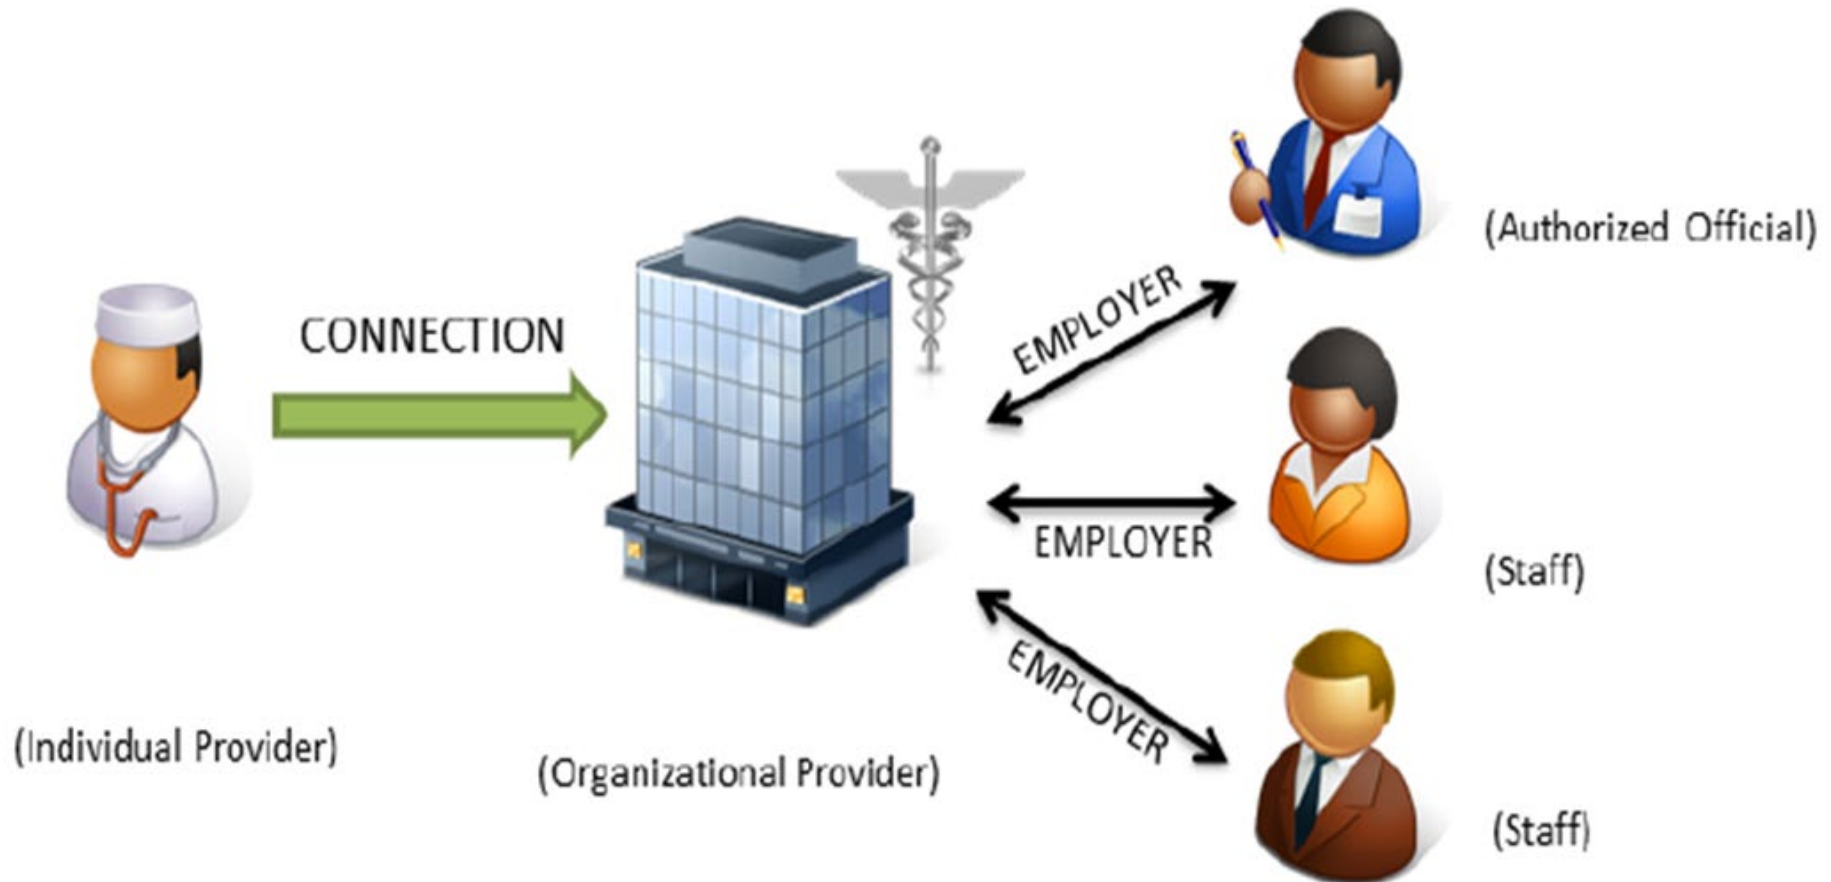 CONNECTION
(Individual Provider)
(Organizational Provider)
EMPLOYER
(Authorized Official)
EMPLOYER
(Staff)
EMPLOYER
(Staff)